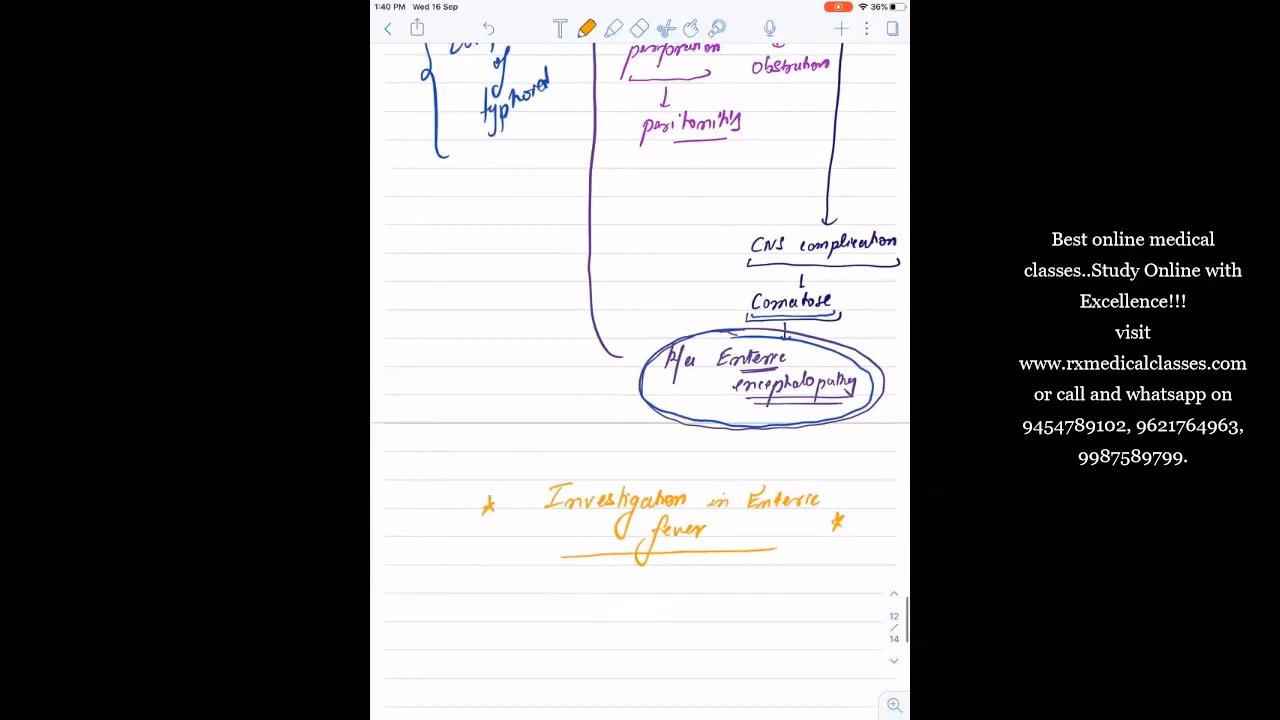 1:40 PM Wed 16 Sep
36%
perforation
Obstruction
of
typhored
peritonitis
CNS complication
Comatose
k/a Enteric
encephalopathy
Investigation in Enteric
fever
12
/
14
Best online medical
classes..Study Online with
Excellence!!!
visit
www.rxmedicalclasses.com
or call and whatsapp on
9454789102, 9621764963,
9987589799.